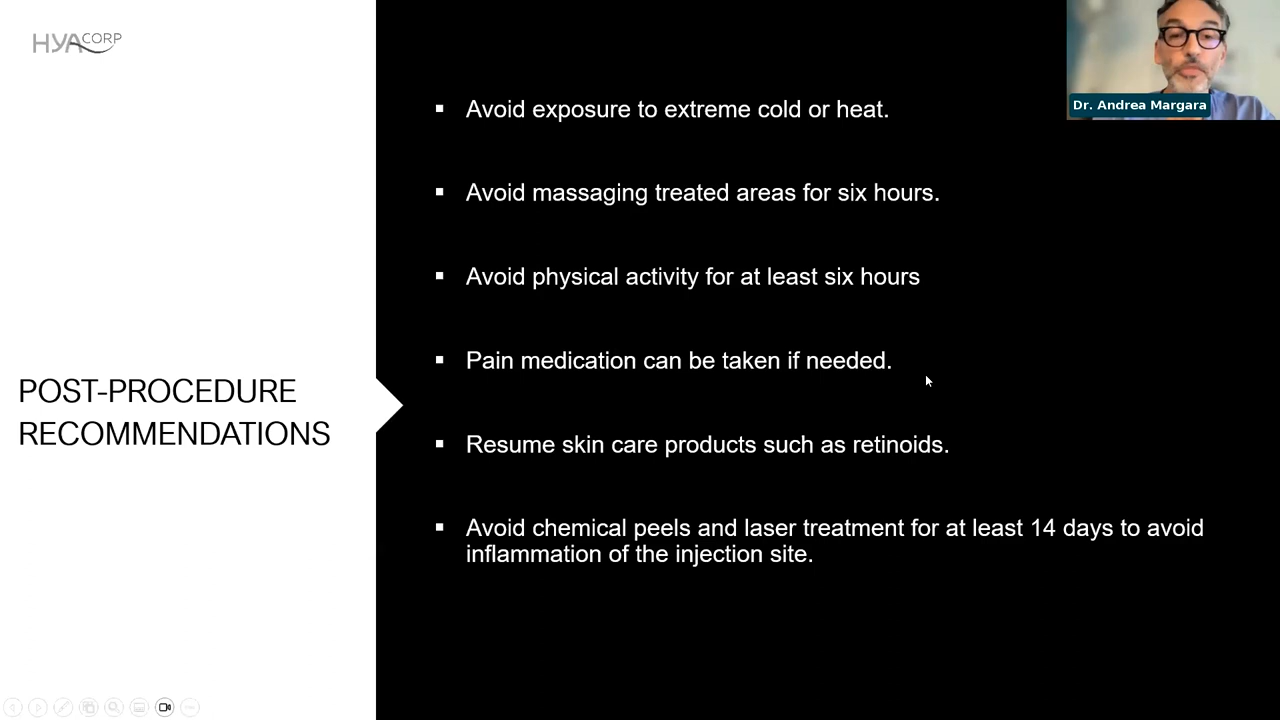 HYACORP
Dr. Andrea Margara
▪ Avoid exposure to extreme cold or heat.
▪ Avoid massaging treated areas for six hours.
▪ Avoid physical activity for at least six hours
▪ Pain medication can be taken if needed.
POST-PROCEDURE
RECOMMENDATIONS
▪ Resume skin care products such as retinoids.
▪ Avoid chemical peels and laser treatment for at least 14 days to avoid
inflammation of the injection site.